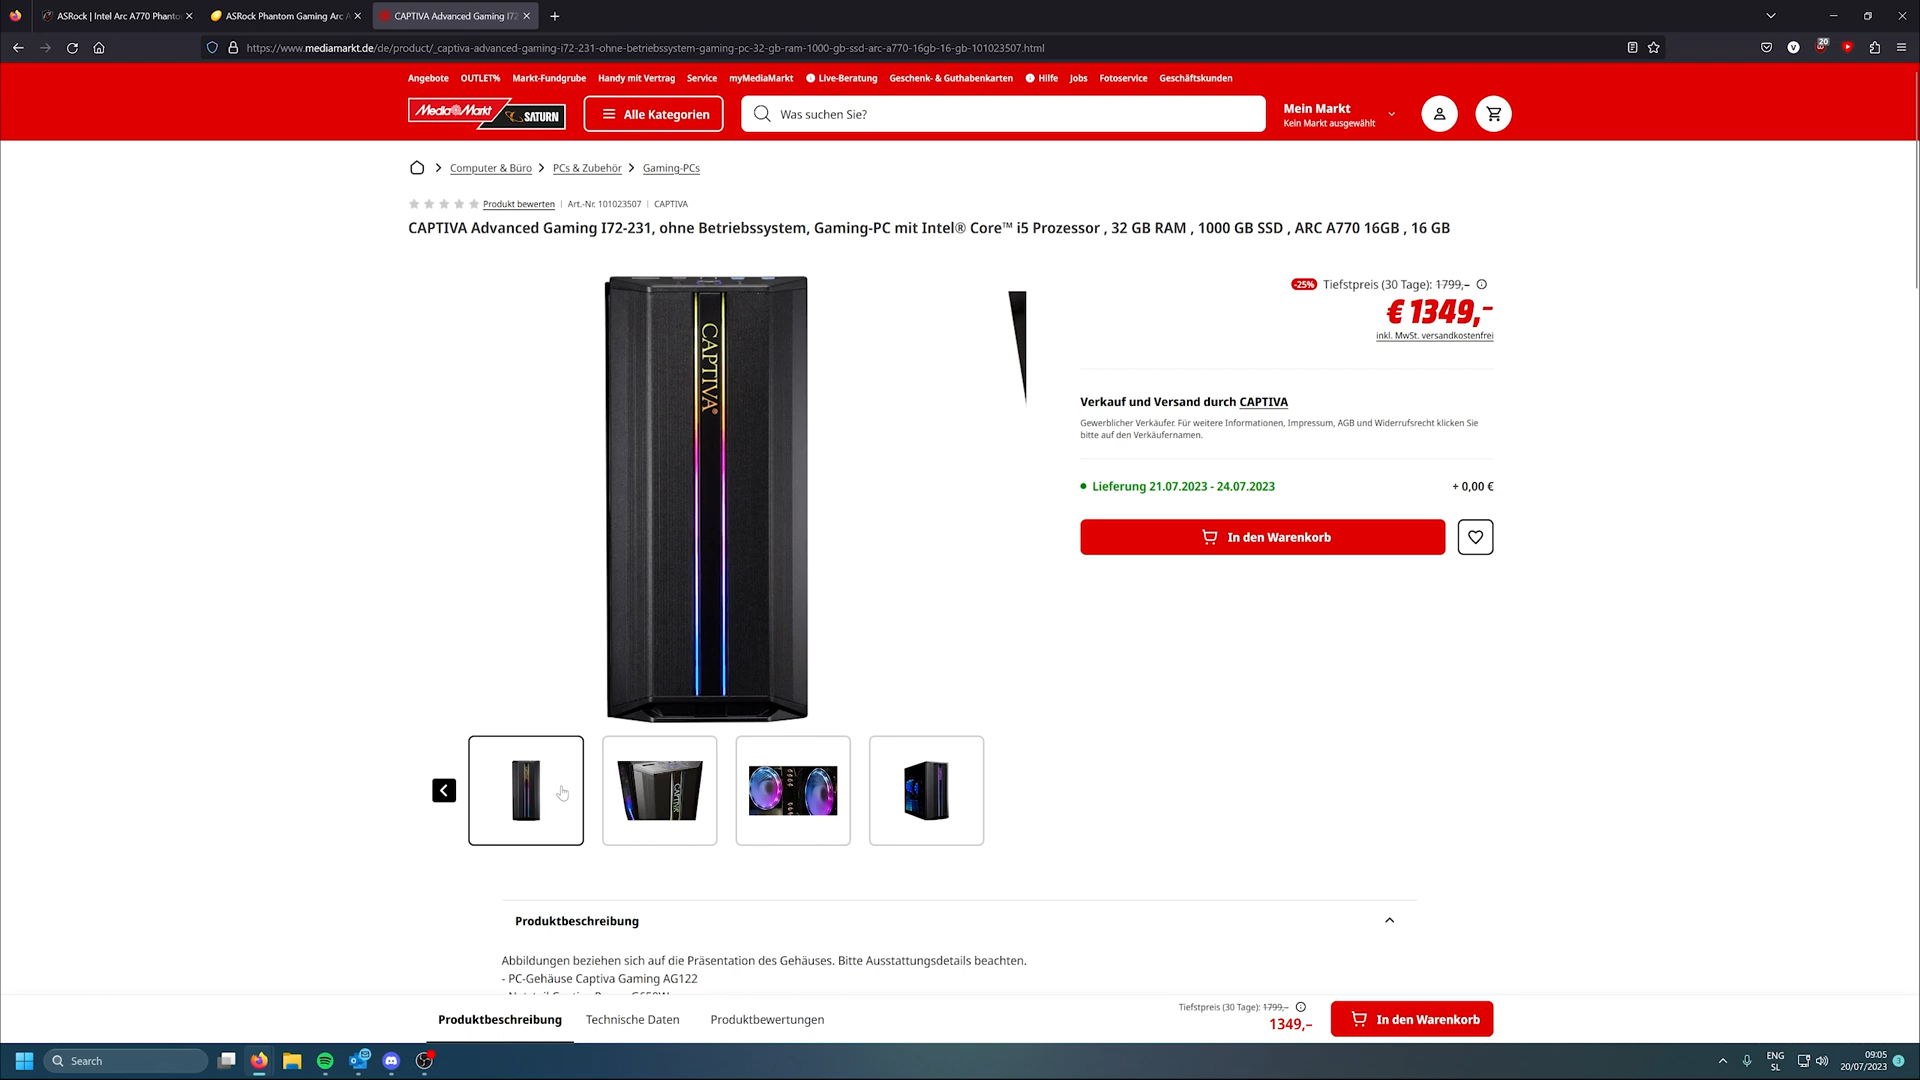 ASRock | Intel Arc A770 Phanto
ASRock Phantom Gaming Arc A
CAPTIVA Advanced Gaming I72
https://www.mediamarkt.de/de/product/_captiva-advanced-gaming-i72-231-ohne-betriebssystem-gaming-pc-32-gb-ram-1000-gb-ssd-arc-a770-16gb-16-gb-101023507.html
20
Angebote OUTLET% Markt-Fundgrube Handy mit Vertrag Service myMediaMarkt Live-Beratung Geschenk- & Guthabenkarten Hilfe Jobs Fotoservice Geschäftskunden
Media Markt SATURN
Alle Kategorien
Was suchen Sie?
Mein Markt
Kein Markt ausgewählt
Computer & Büro PCs & Zubehör Gaming-PCs
Produkt bewerten | Art.-Nr. 101023507 | CAPTIVA
CAPTIVA Advanced Gaming I72-231, ohne Betriebssystem, Gaming-PC mit Intel® Core™ i5 Prozessor , 32 GB RAM , 1000 GB SSD , ARC A770 16GB , 16 GB
-25% Tiefstpreis (30 Tage): 1799,–
€ 1349,–
inkl. MwSt. versandkostenfrei
CAPTIVA®
Verkauf und Versand durch CAPTIVA
Gewerblicher Verkäufer. Für weitere Informationen, Impressum, AGB und Widerrufsrecht klicken Sie
bitte auf den Verkäufernamen.
Lieferung 21.07.2023 - 24.07.2023 + 0,00 €
In den Warenkorb
CAPTIVA
Produktbeschreibung
Abbildungen beziehen sich auf die Präsentation des Gehäuses. Bitte Ausstattungsdetails beachten.
- PC-Gehäuse Captiva Gaming AG122
Produktbeschreibung Technische Daten Produktbewertungen
Tiefstpreis (30 Tage): 1799,–
1349,–
In den Warenkorb
Search
ENG
SL
09:05
20/07/2023
3